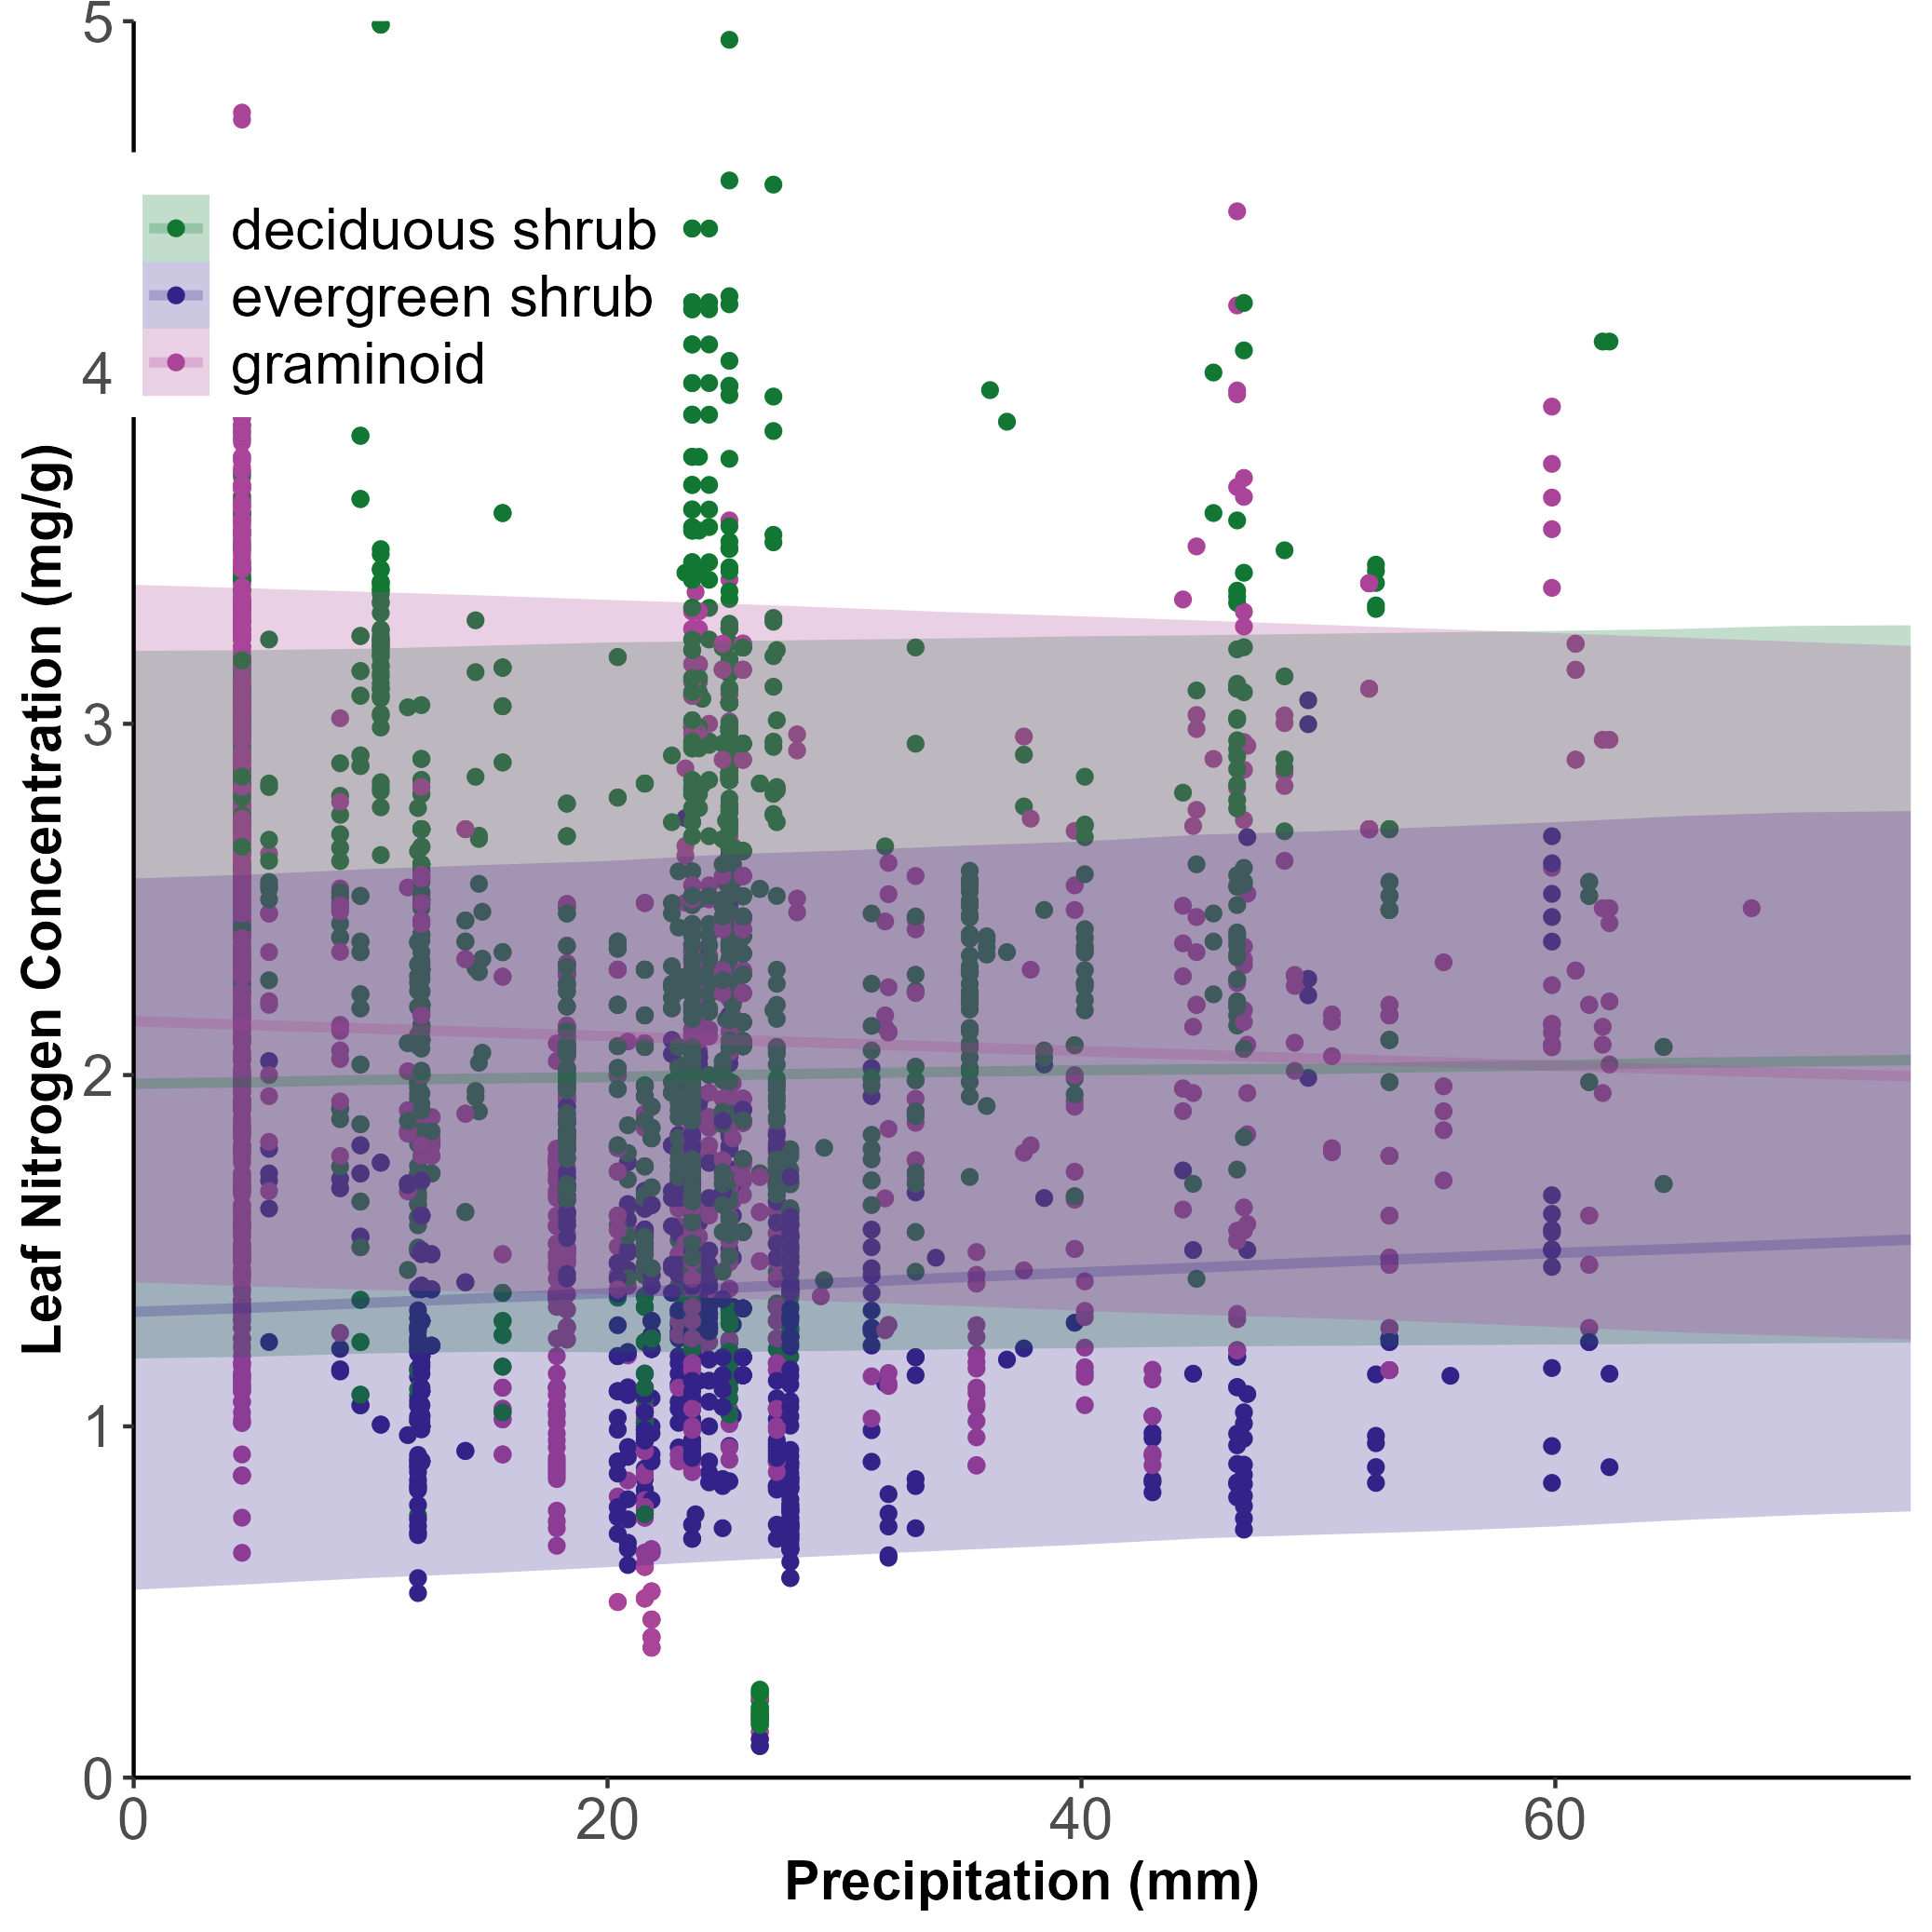 5
deciduous shrub
evergreen shrub
graminoid
4
3
2
1
0
Leaf Nitrogen Concentration (mg/g)
0 20 40 60
Precipitation (mm)